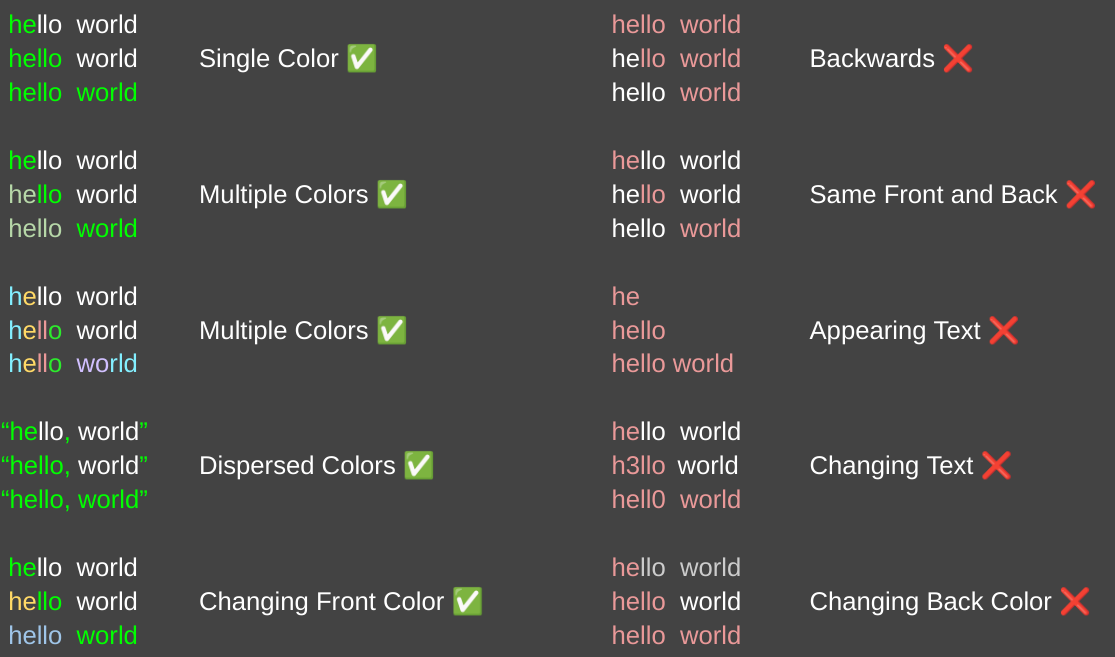 hello world
hello world
Single Color ✅
hello world
hello world
hello world
Multiple Colors ✅
hello world
hello world
hello world
Multiple Colors ✅
hello world
“hello, world”
“hello, world”
Dispersed Colors ✅
“hello, world”
hello world
hello world
Changing Front Color ✅
hello world
hello world
hello world
Backwards ❌
hello world
hello world
hello world
Same Front and Back ❌
hello world
he
hello
Appearing Text ❌
hello world
hello world
h3llo world
Changing Text ❌
hell0 world
hello world
hello world
Changing Back Color ❌
hello world